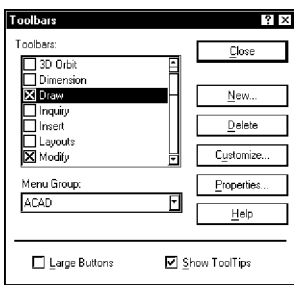 Toolbars
Toolbars:
3D Orbit
Dimension
Draw
Inquiry
Insert
Layouts
Modify
Menu Group:
ACAD
Close
New...
Delete
Customize...
Properties...
Help
Large Buttons
Show ToolTips